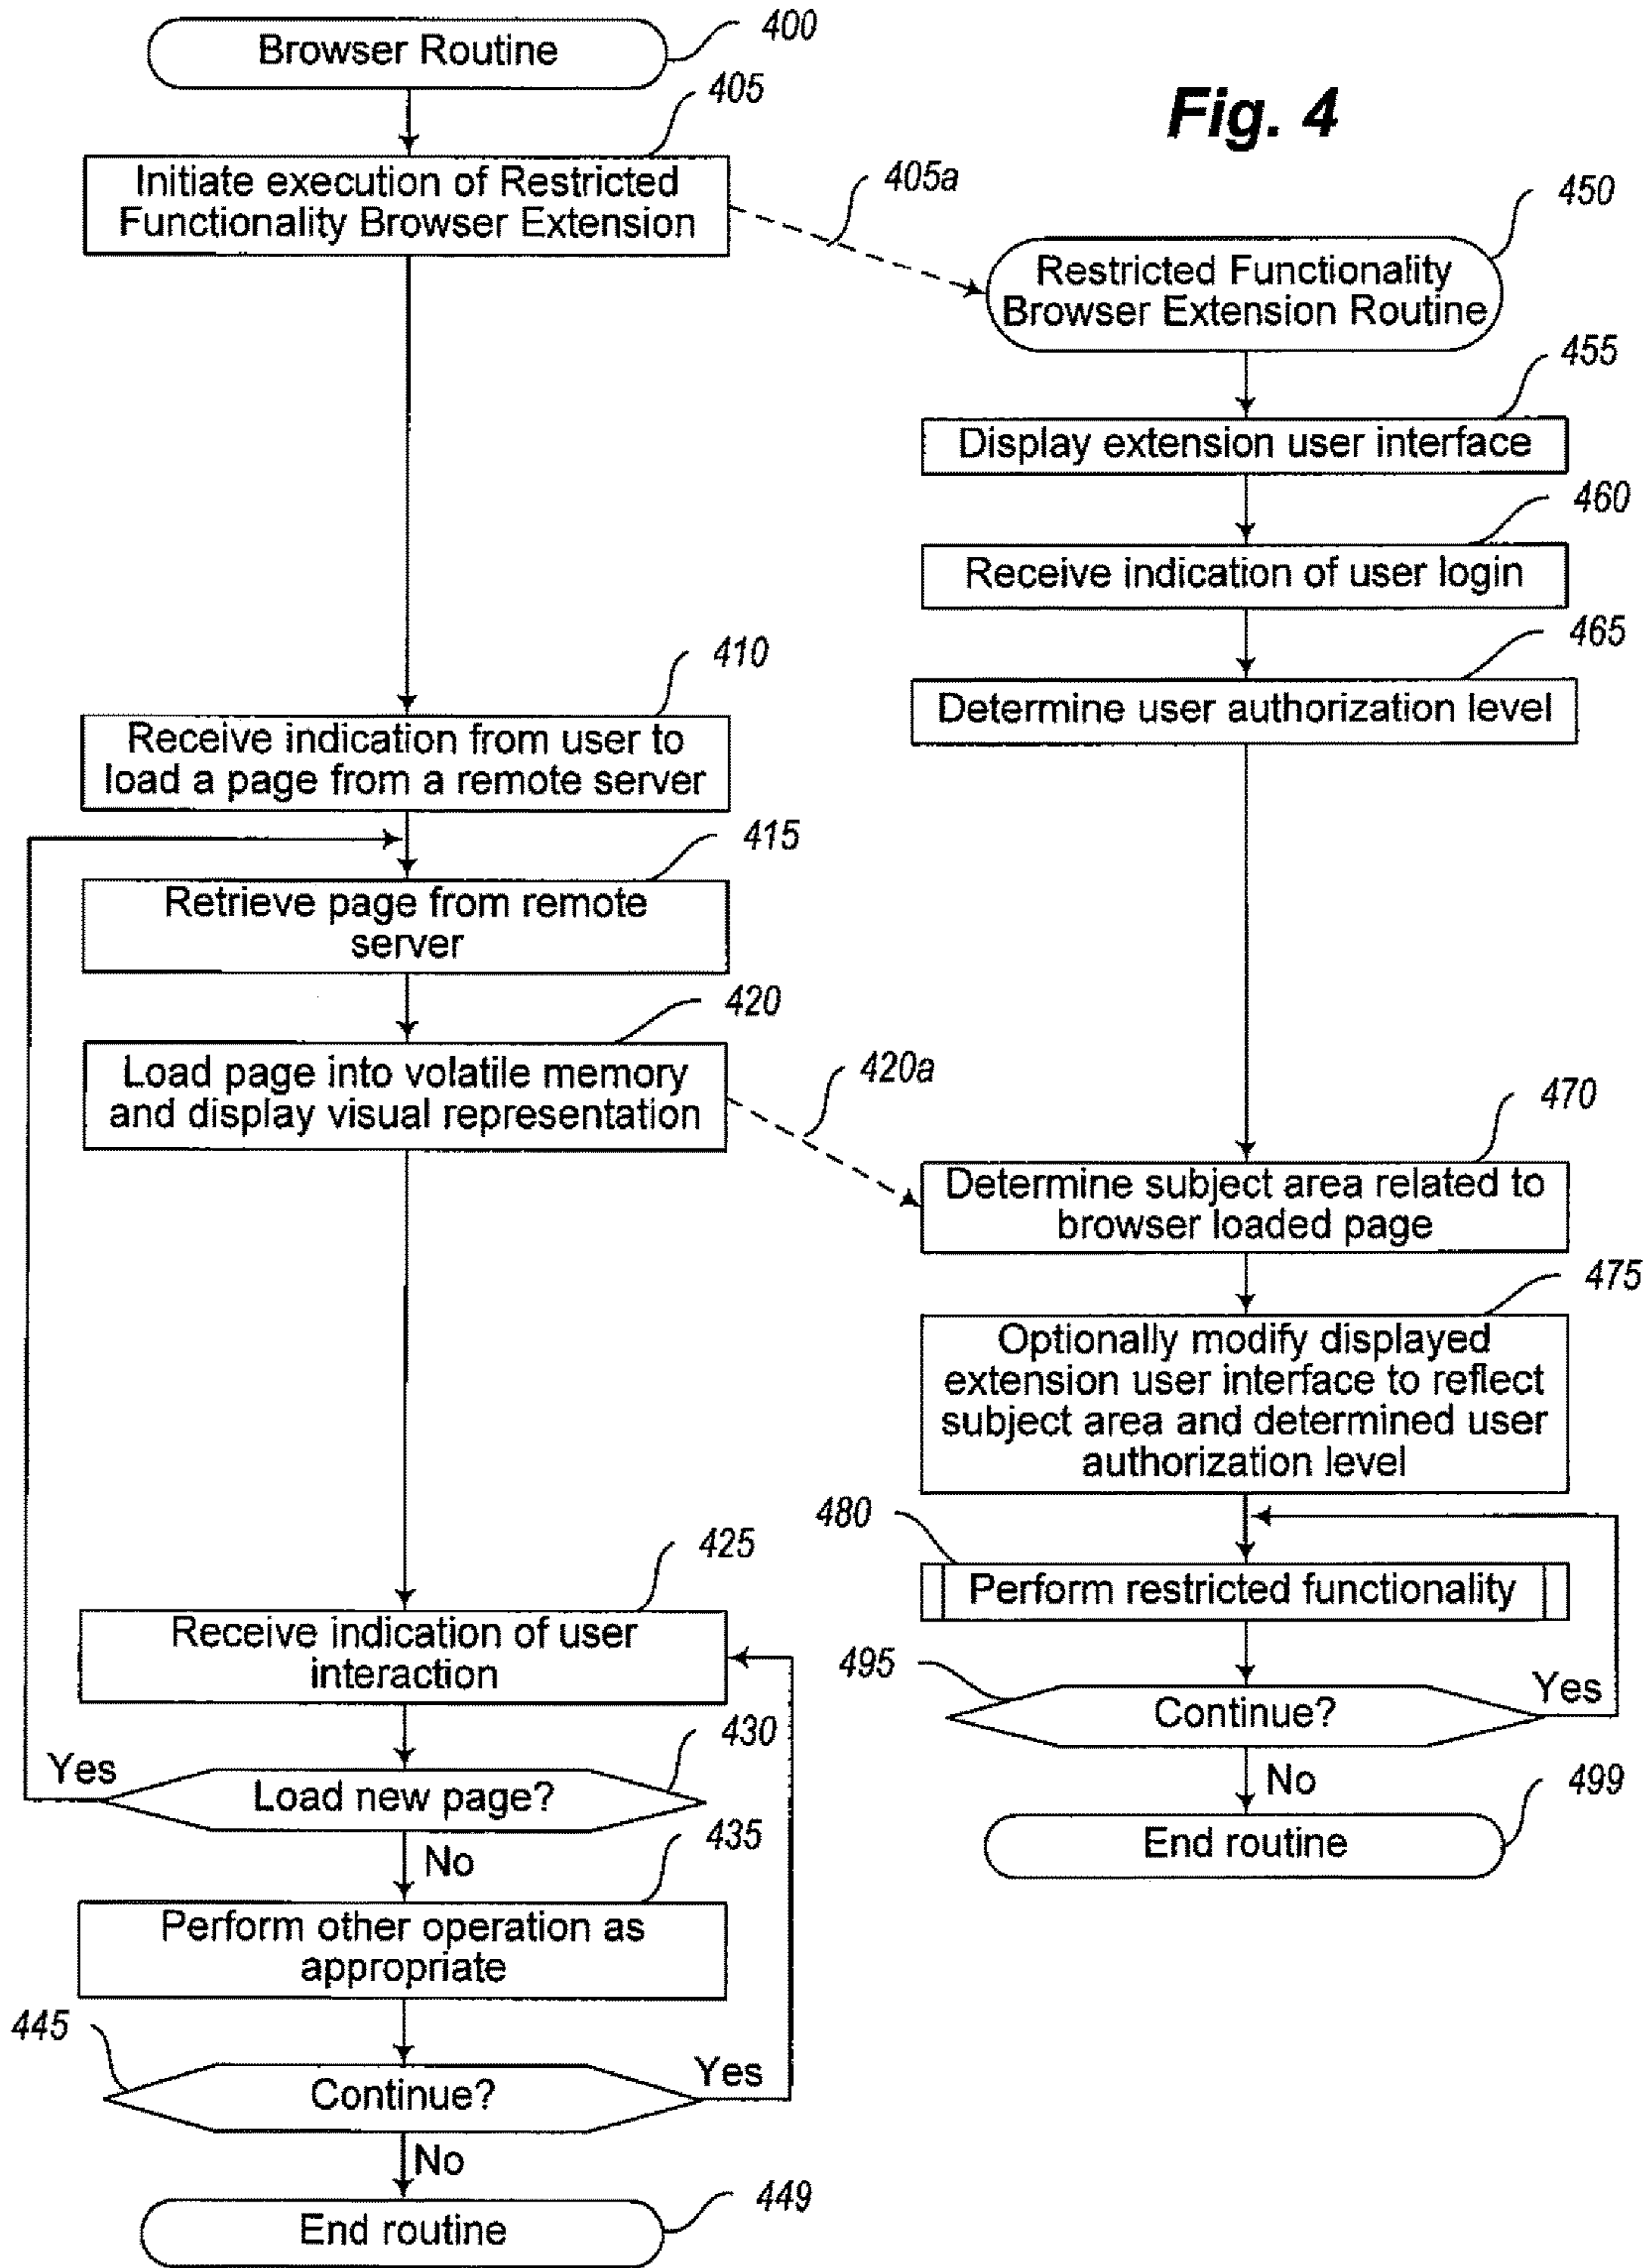 Fig. 4
Browser Routine
400
405
Initiate execution of Restricted
Functionality Browser Extension
405a
410
Receive indication from user to
load a page from a remote server
415
Retrieve page from remote
server
420
Load page into volatile memory
and display visual representation
420a
425
Receive indication of user
interaction
430
Load new page?
Yes
No
435
Perform other operation as
appropriate
445
Continue?
Yes
No
End routine
449
450
Restricted Functionality
Browser Extension Routine
455
Display extension user interface
460
Receive indication of user login
465
Determine user authorization level
470
Determine subject area related to
browser loaded page
475
Optionally modify displayed
extension user interface to reflect
subject area and determined user
authorization level
480
Perform restricted functionality
495
Continue?
Yes
No
499
End routine